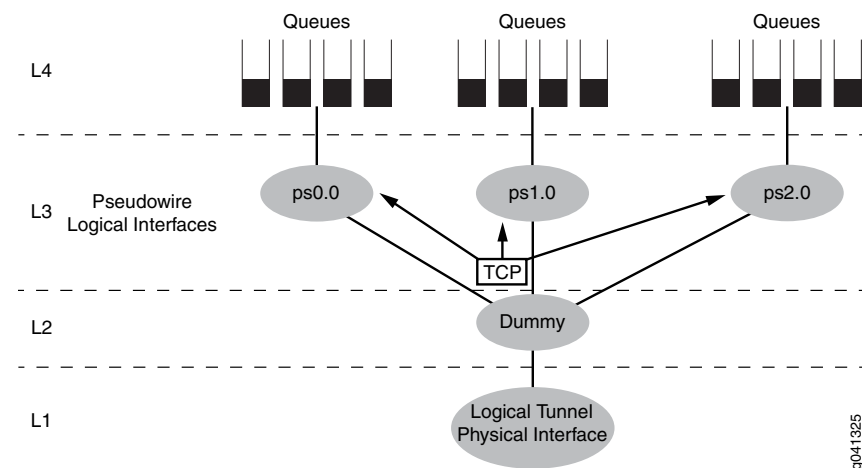 Queues
Queues
Queues
L4
ps0.0
ps1.0
ps2.0
L3
Pseudowire
Logical Interfaces
TCP
L2
Dummy
L1
Logical Tunnel
Physical Interface
g041325